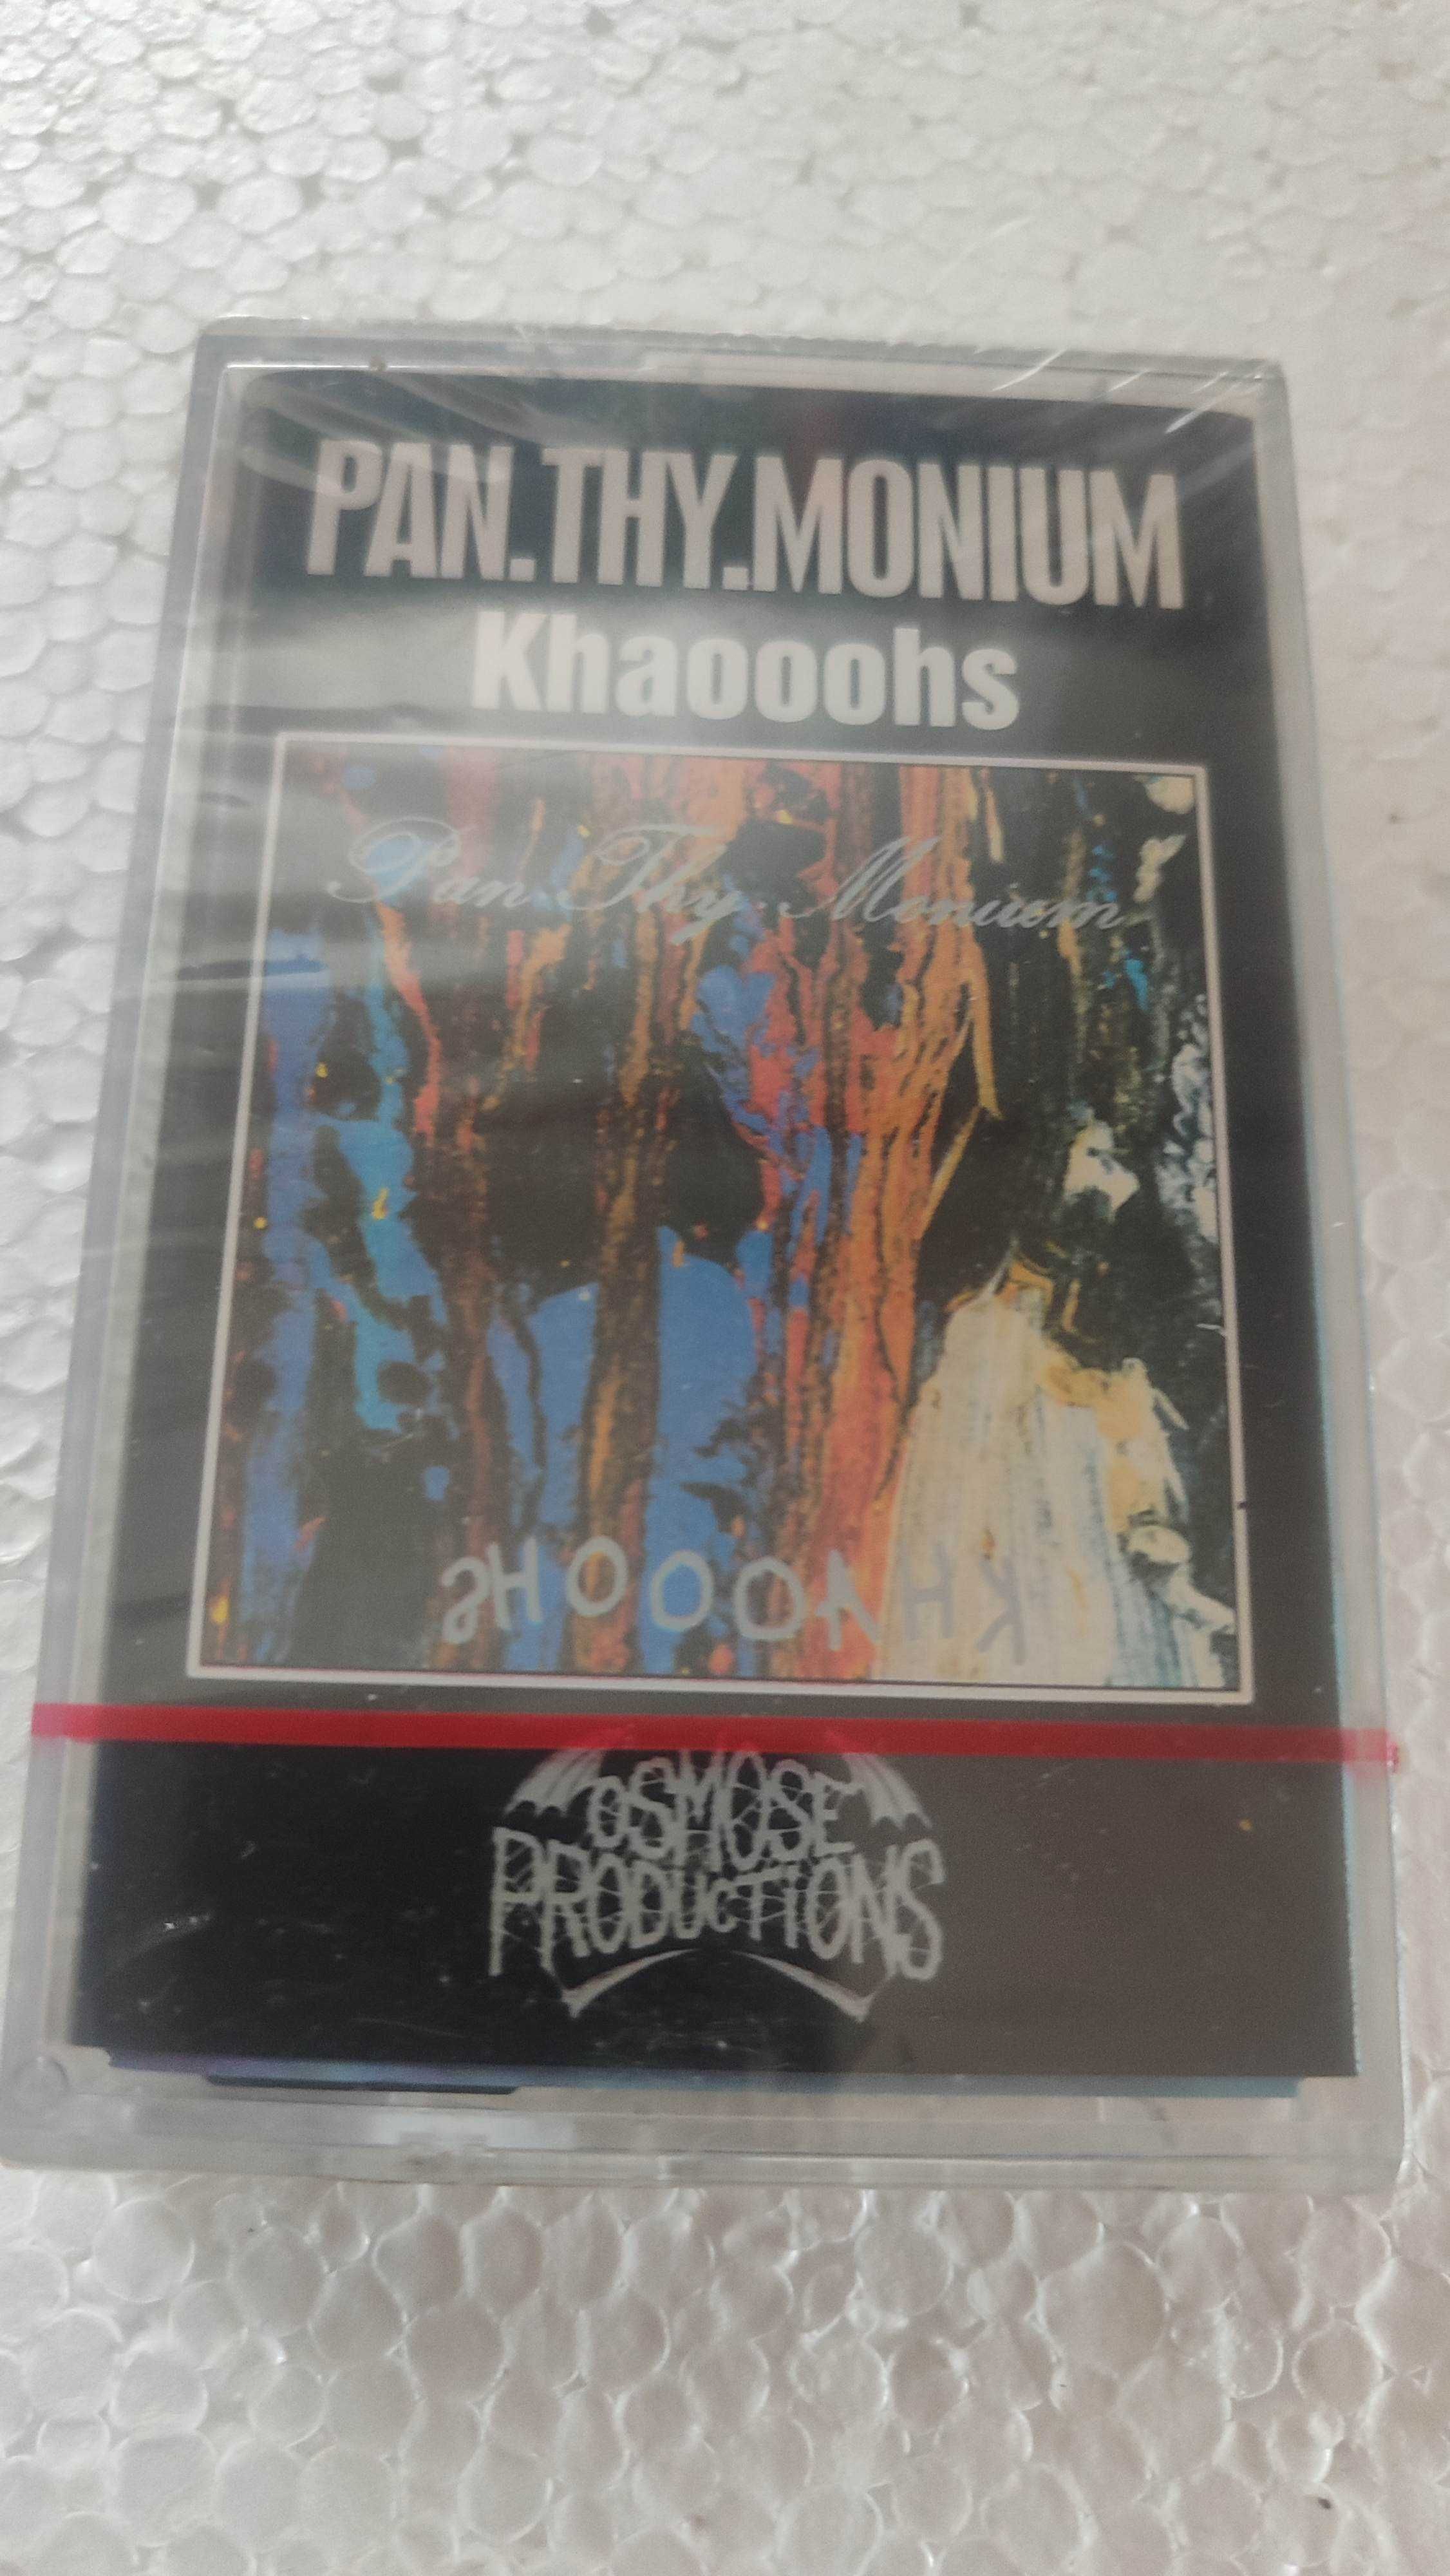 PAN.THY.MONIUM
Khaooohs
Pan.Thy.Monium
KHAOOOHS
OSMOSE
PRODUCTIONS